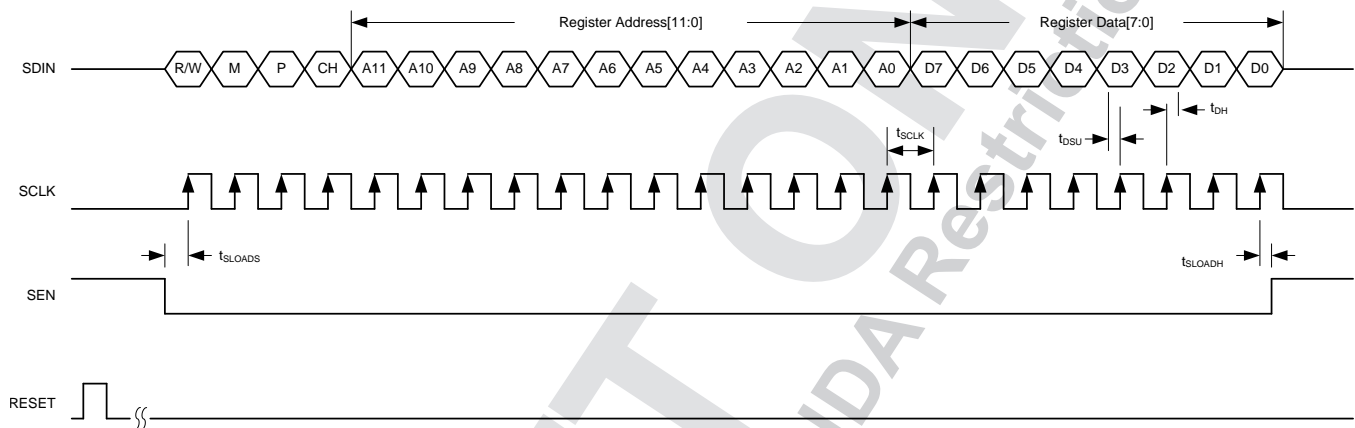 Register Address[11:0] Register Data[7:0]
SDIN R/W M P CH A11 A10 A9 A8 A7 A6 A5 A4 A3 A2 A1 A0 D7 D6 D5 D4 D3 D2 D1 D0
tDH
tSCLK
tDSU
SCLK
tSLOADS
tSLOADH
SEN
RESET
NDA Restrictio